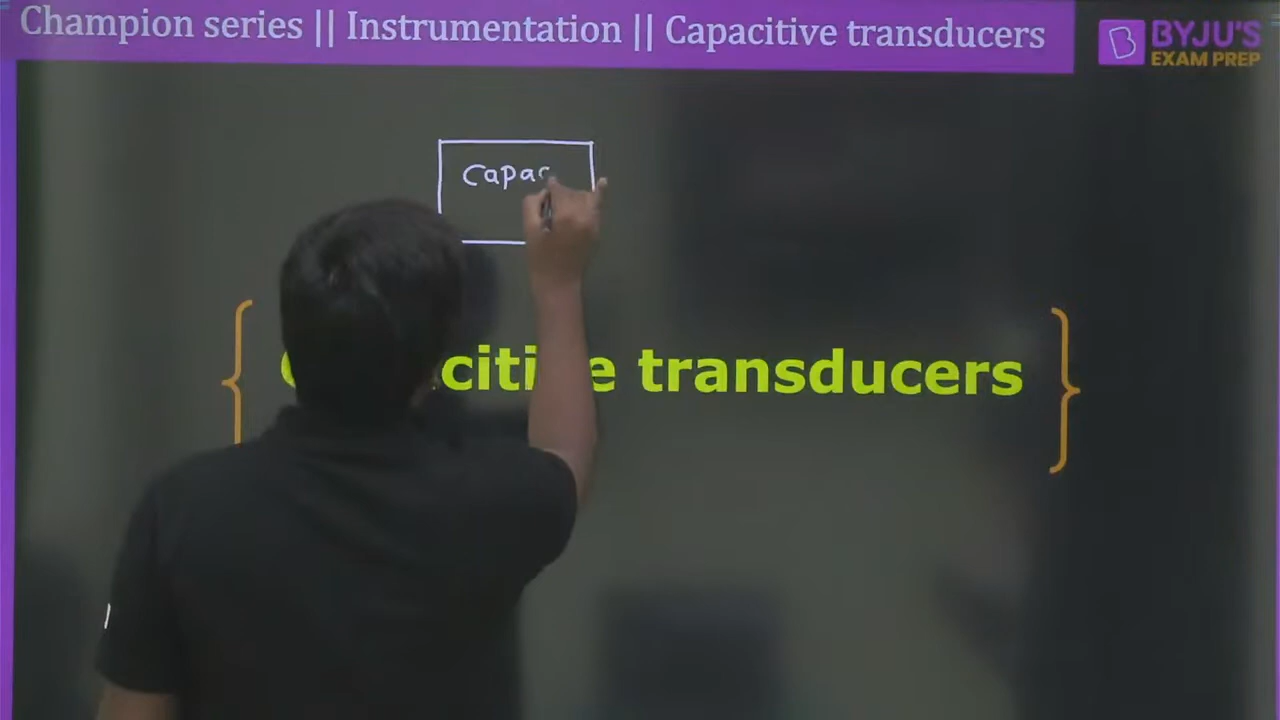 Champion series || Instrumentation || Capacitive transducers
BYJU'S
EXAM PREP
Capac
transducers